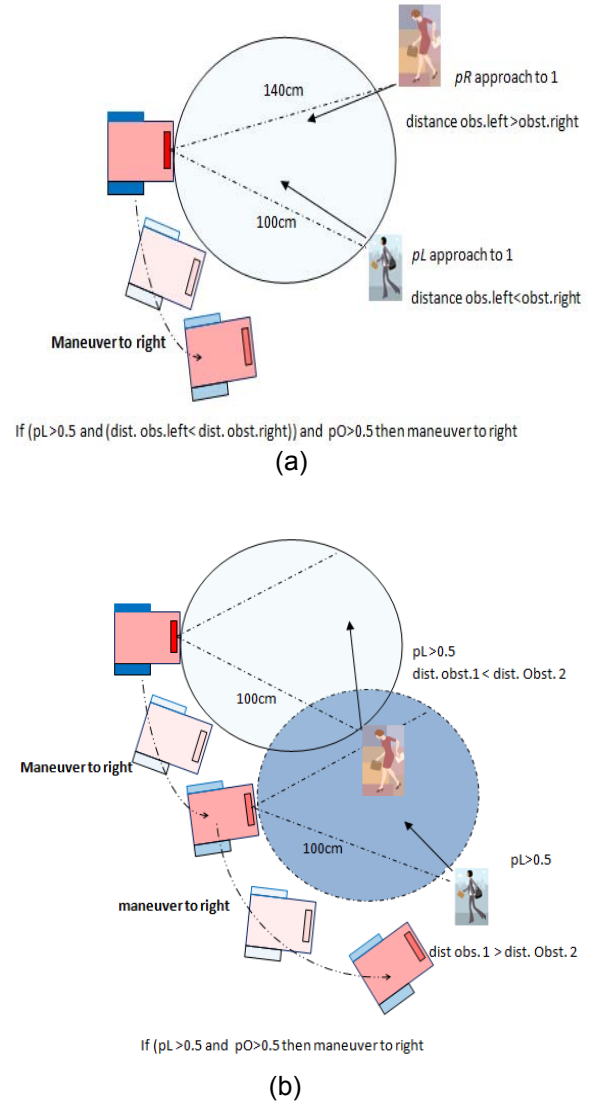 140cm
pR approach to 1
distance obs.left>obst.right
100cm
pL approach to 1
distance obs.left<obst.right
Maneuver to right
If (pL>0.5 and (dist. obs.left< dist. obst.right)) and pO>0.5 then maneuver to right
(a)
pL>0.5
dist. obst.1 < dist. Obst. 2
100cm
Maneuver to right
100cm
pL>0.5
maneuver to right
dist obs. 1 > dist. Obst. 2
If (pL >0.5 and pO>0.5 then maneuver to right
(b)